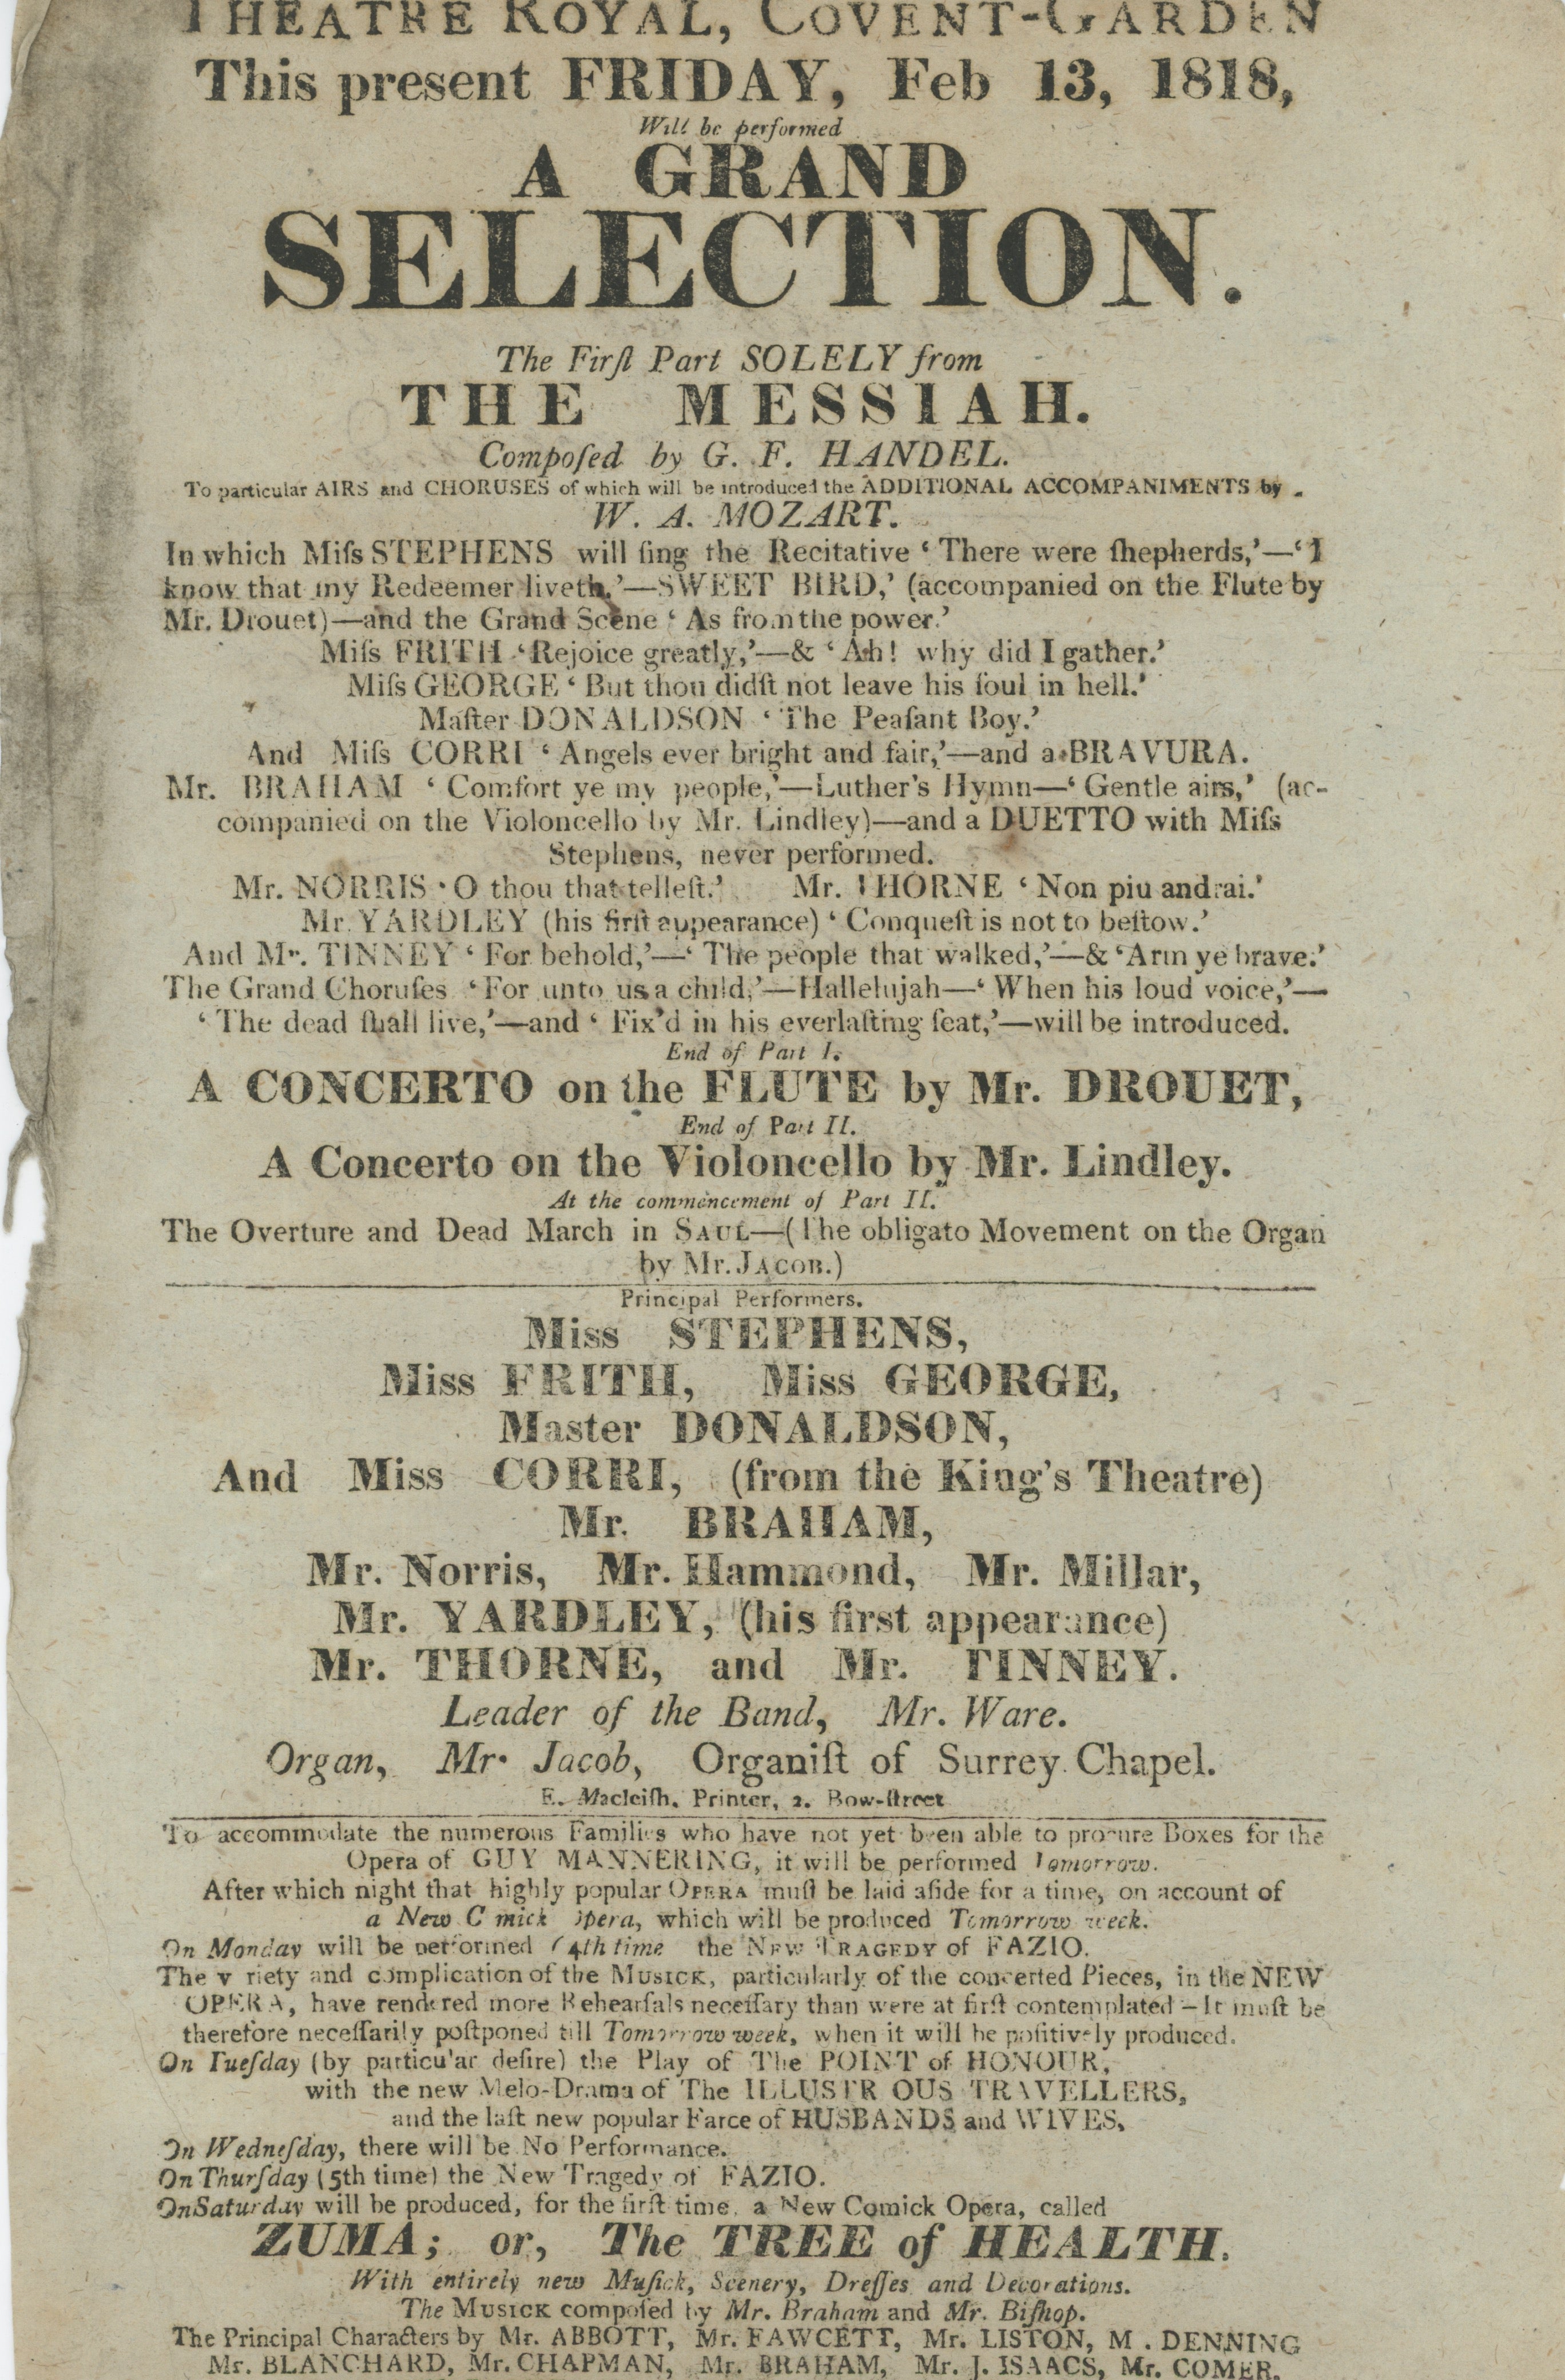 THEATRE ROYAL, COVENT-GARDEN
This present FRIDAY, Feb 13, 1818,
Will be performed
A GRAND
SELECTION.
The Firſt Part SOLELY from
THE MESSIAH.
Compoſed by G. F. HANDEL.
To particular AIRS and CHORUSES of which will be introduced the ADDITIONAL ACCOMPANIMENTS by
W. A. MOZART.
In which Miſs STEPHENS will ſing the Recitative ‘ There were ſhepherds,’—‘ I
know that my Redeemer liveth.’—SWEET BIRD,’ (accompanied on the Flute by
Mr. Drouet)—and the Grand Scene ‘ As from the power.’
Miſs FRITH ‘Rejoice greatly,’—& ‘ Ah! why did I gather.’
Miſs GEORGE ‘ But thou didſt not leave his ſoul in hell.’
Maſter DONALDSON ‘ The Peaſant Boy.’
And Miſs CORRI ‘ Angels ever bright and fair,’—and a BRAVURA.
Mr. BRAHAM ‘ Comfort ye my people,’—Luther's Hymn—‘ Gentle airs,’ (ac-
companied on the Violoncello by Mr. Lindley)—and a DUETTO with Miſs
Stephens, never performed.
Mr. NORRIS ‘ O thou that telleſt.’ Mr. THORNE ‘ Non piu andrai.’
Mr. YARDLEY (his firſt appearance) ‘ Conqueſt is not to beſtow.’
And Mr. TINNEY ‘ For behold,’—‘ The people that walked,’—& ‘Arm ye brave.’
The Grand Choruſes ‘For unto us a child,’—Hallelujah—‘ When his loud voice,’—
‘ The dead ſhall live,’—and ‘ Fix'd in his everlaſting ſeat,’—will be introduced.
End of Part I.
A CONCERTO on the FLUTE by Mr. DROUET,
End of Part II.
A Concerto on the Violoncello by Mr. Lindley.
At the commencement of Part II.
The Overture and Dead March in SAUL—(The obligato Movement on the Organ
by Mr. JACOB.)
Principal Performers.
Miss STEPHENS,
Miss FRITH, Miss GEORGE,
Master DONALDSON,
And Miss CORRI, (from the King's Theatre)
Mr. BRAHAM,
Mr. Norris, Mr. Hammond, Mr. Millar,
Mr. YARDLEY, (his first appearance)
Mr. THORNE, and Mr. TINNEY.
Leader of the Band, Mr. Ware.
Organ, Mr. Jacob, Organiſt of Surrey Chapel.
E. Macleiſh, Printer, 2. Bow-ſtreet
To accommodate the numerous Families who have not yet been able to procure Boxes for the
Opera of GUY MANNERING, it will be performed Tomorrow.
After which night that highly popular OPERA muſt be laid aſide for a time, on account of
a New C mick Opera, which will be produced Tomorrow week.
On Monday will be performed (4th time the NEW TRAGEDY of FAZIO.
The v riety and complication of the MUSICK, particularly of the concerted Pieces, in the NEW
OPERA, have rendered more Rehearſals neceſſary than were at firſt contemplated—It muſt be
therefore neceſſarily poſtponed till Tomorrow week, when it will be poſitively produced.
On Tueſday (by particular deſire) the Play of The POINT of HONOUR,
with the new Melo-Drama of The ILLUSTR OUS TRAVELLERS,
and the laſt new popular Farce of HUSBANDS and WIVES,
On Wedneſday, there will be No Performance.
On Thurſday (5th time) the New Tragedy of FAZIO.
On Saturday will be produced, for the firſt time, a New Comick Opera, called
ZUMA; or, The TREE of HEALTH.
With entirely new Muſick, Scenery, Dreſſes and Decorations.
The MUSICK compoſed by Mr. Braham and Mr. Biſhop.
The Principal Characters by Mr. ABBOTT, Mr. FAWCETT, Mr. LISTON, M . DENNING
Mr. BLANCHARD, Mr. CHAPMAN, Mr. BRAHAM, Mr. J. ISAACS, Mr. COMER,